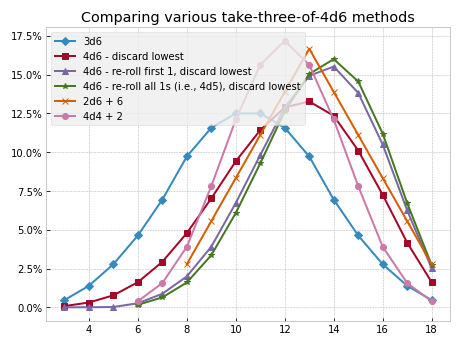 Comparing various take-three-of-4d6 methods
17.5%
15.0%
12.5%
10.0%
7.5%
5.0%
2.5%
0.0%
3d6
4d6 - discard lowest
4d6 - re-roll first 1, discard lowest
4d6 - re-roll all 1s (i.e., 4d5), discard lowest
2d6 + 6
4d4 + 2
4 6 8 10 12 14 16 18